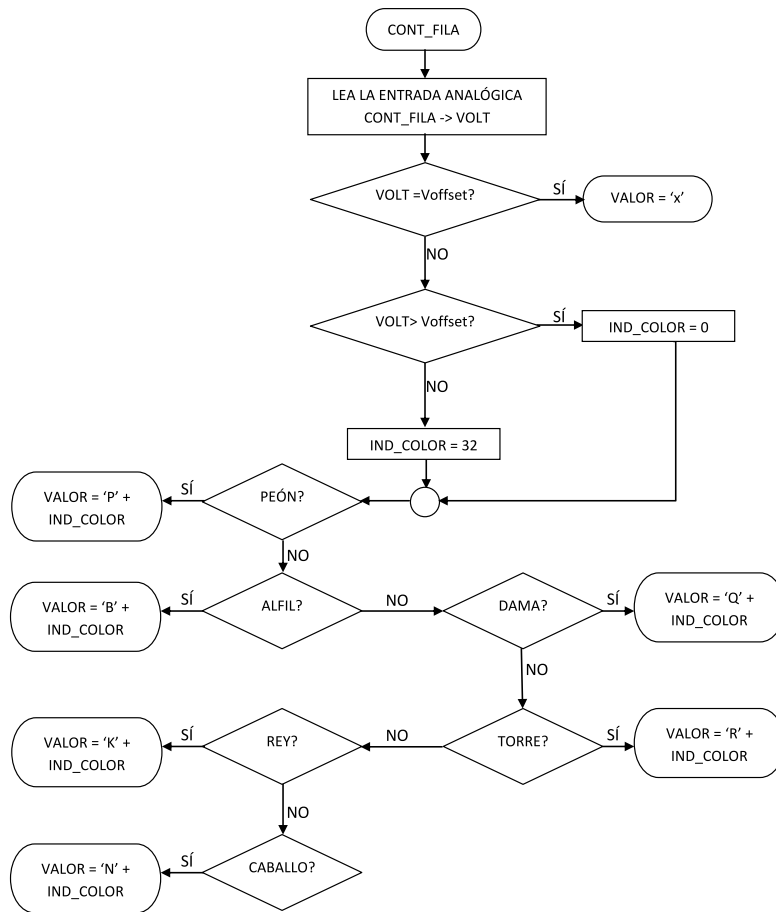 CONT_FILA
LEA LA ENTRADA ANALÓGICA
CONT_FILA -> VOLT
VOLT =Voffset?
SÍ
VALOR = ‘x’
NO
VOLT> Voffset?
SÍ
IND_COLOR = 0
NO
IND_COLOR = 32
VALOR = ‘P’ +
IND_COLOR
SÍ
PEÓN?
NO
VALOR = ‘B’ +
IND_COLOR
SÍ
ALFIL?
NO
DAMA?
SÍ
VALOR = ‘Q’ +
IND_COLOR
NO
VALOR = ‘K’ +
IND_COLOR
SÍ
REY?
NO
TORRE?
SÍ
VALOR = ‘R’ +
IND_COLOR
NO
VALOR = ‘N’ +
IND_COLOR
SÍ
CABALLO?